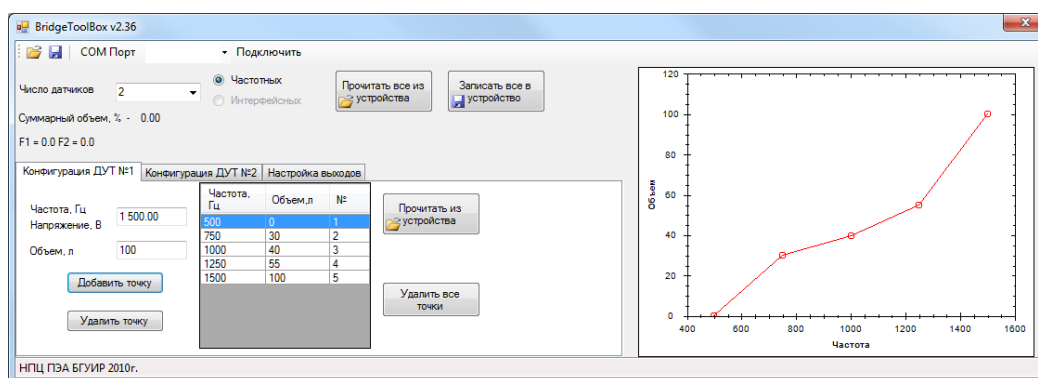 BridgeToolBox v2.36
COM Порт
Подключить
Число датчиков
2
Частотных
Интерфейсных
Прочитать все из
устройства
Записать все в
устройство
Суммарный объем, % - 0.00
F1 = 0.0 F2 = 0.0
Конфигурация ДУТ №1
Конфигурация ДУТ №2
Настройка выходов
Частота, Гц
Напряжение, В
1 500.00
Объем, л
100
Добавить точку
Удалить точку
Частота,
Гц
Объем,л
№
500 0 1
750 30 2
1000 40 3
1250 55 4
1500 100 5
Прочитать из
устройства
Удалить все
точки
120
100
80
60
40
20
0
Объем
400 600 800 1000 1200 1400 1600
Частота
НПЦ ПЭА БГУИР 2010г.